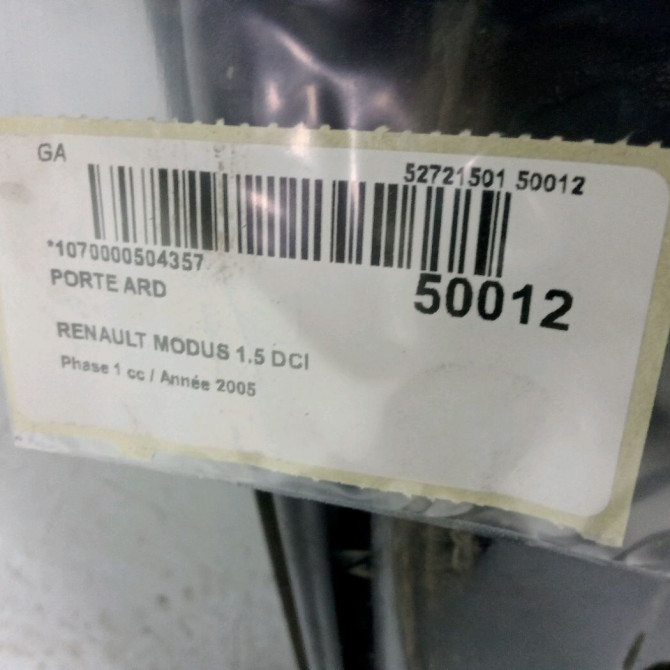 GA
52721501 50012
*1070000504357
PORTE ARD
50012
RENAULT MODUS 1.5 DCI
Phase 1 cc / Année 2005